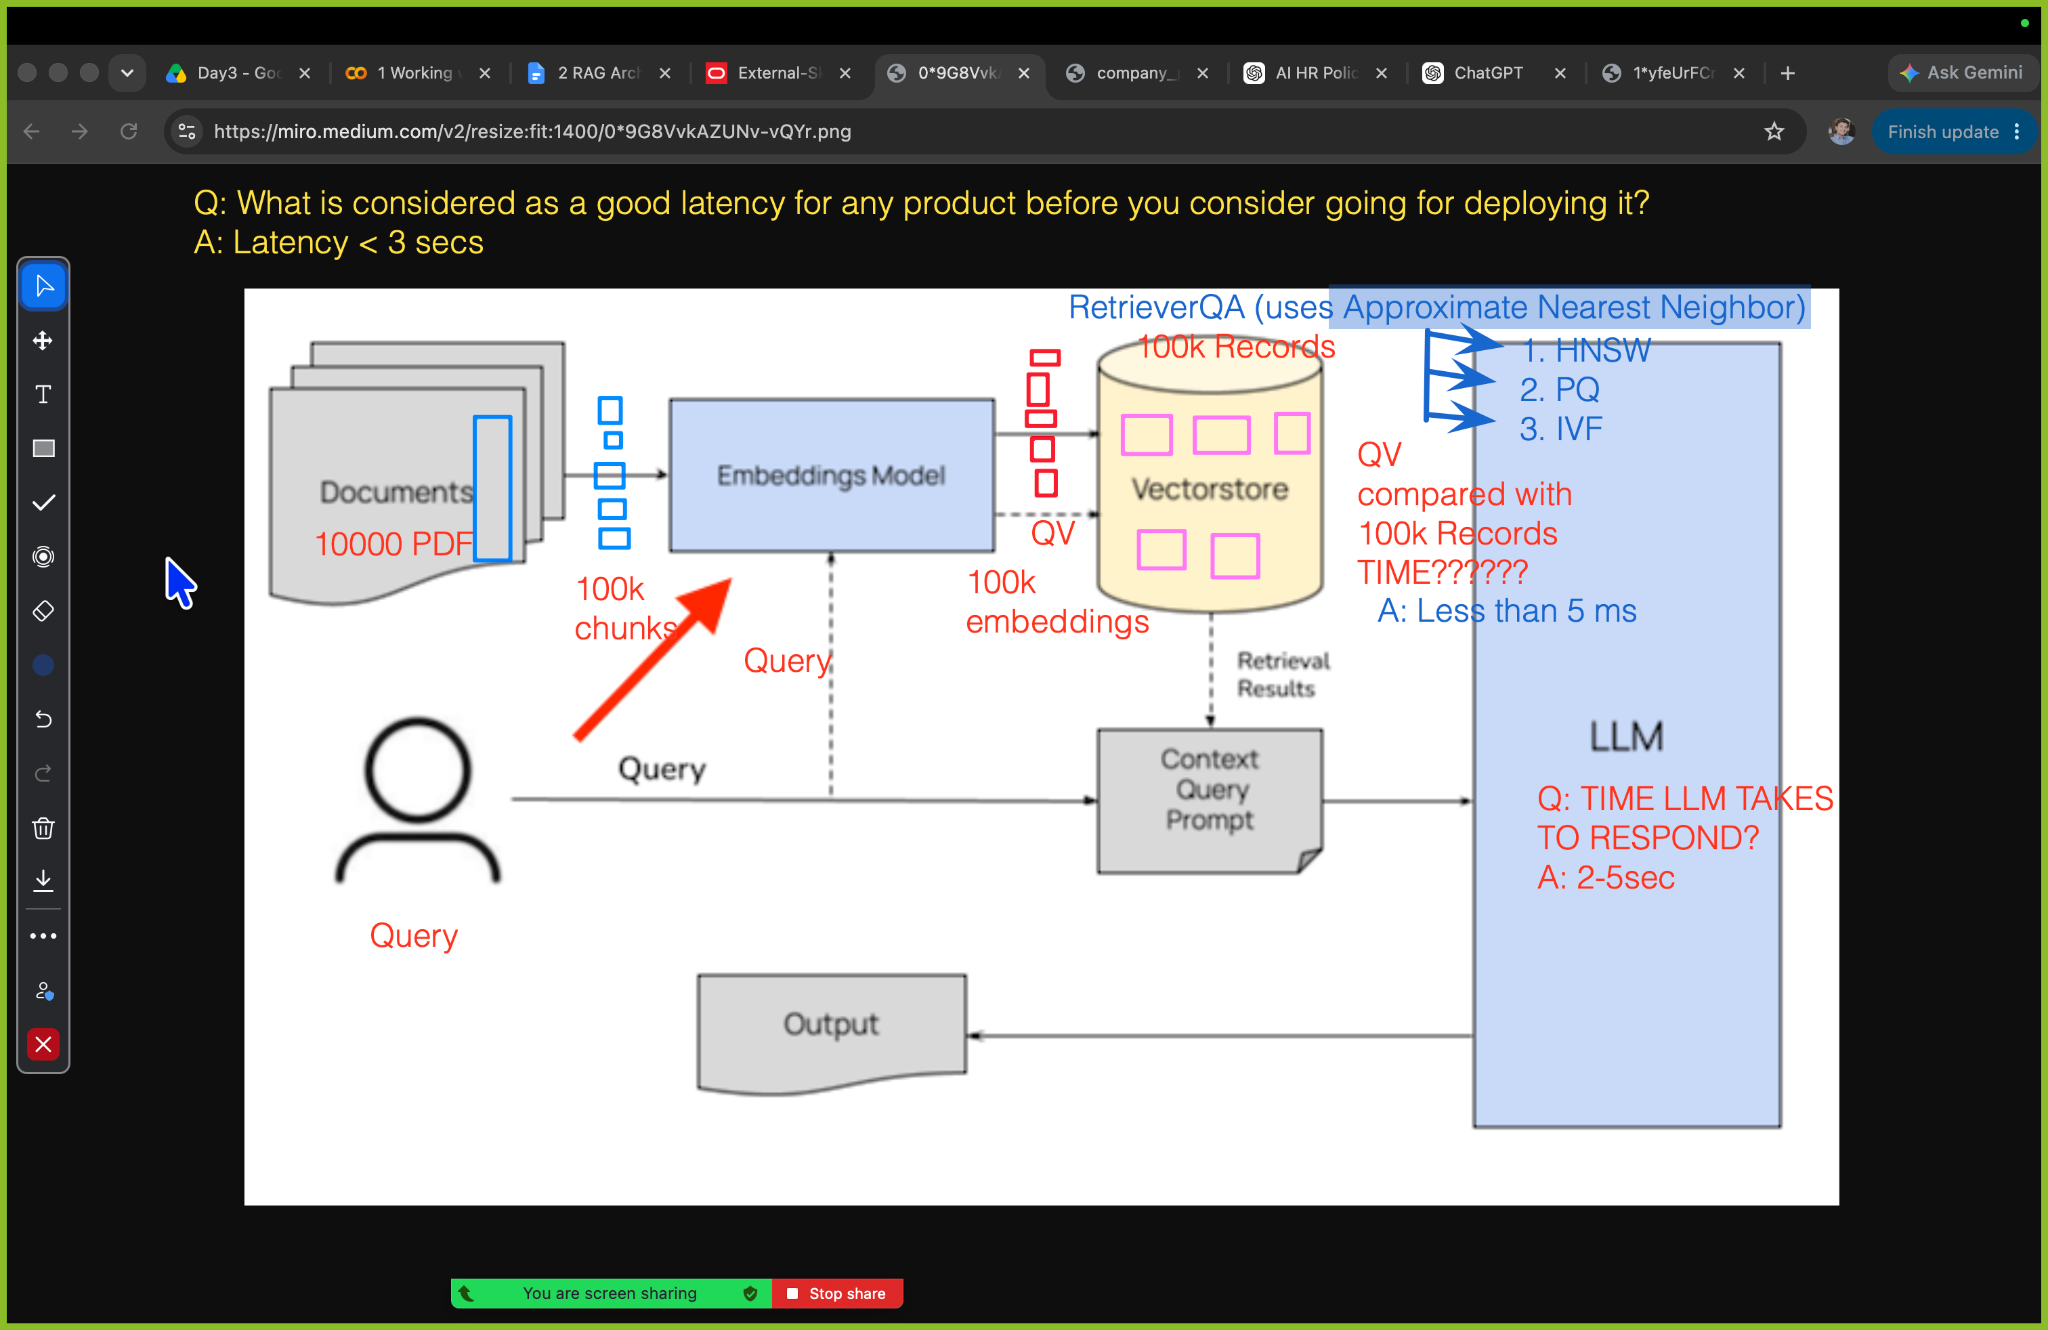 Day3 - Goo
1 Working
2 RAG Arc
External-S
0*9G8Vvk
company_
AI HR Polic
ChatGPT
1*yfeUrFC
Ask Gemini
https://miro.medium.com/v2/resize:fit:1400/0*9G8VvkAZUNv-vQYr.png
Finish update
Q: What is considered as a good latency for any product before you consider going for deploying it?
A: Latency < 3 secs
RetrieverQA (uses Approximate Nearest Neighbor)
100k Records
1. HNSW
2. PQ
3. IVF
Documents
10000 PDF
Embeddings Model
Vectorstore
QV
QV
compared with
100k Records
TIME??????
A: Less than 5 ms
100k
chunks
100k
embeddings
Query
Retrieval
Results
Query
Context
Query
Prompt
LLM
Q: TIME LLM TAKES
TO RESPOND?
A: 2-5sec
Query
Output
You are screen sharing
Stop share